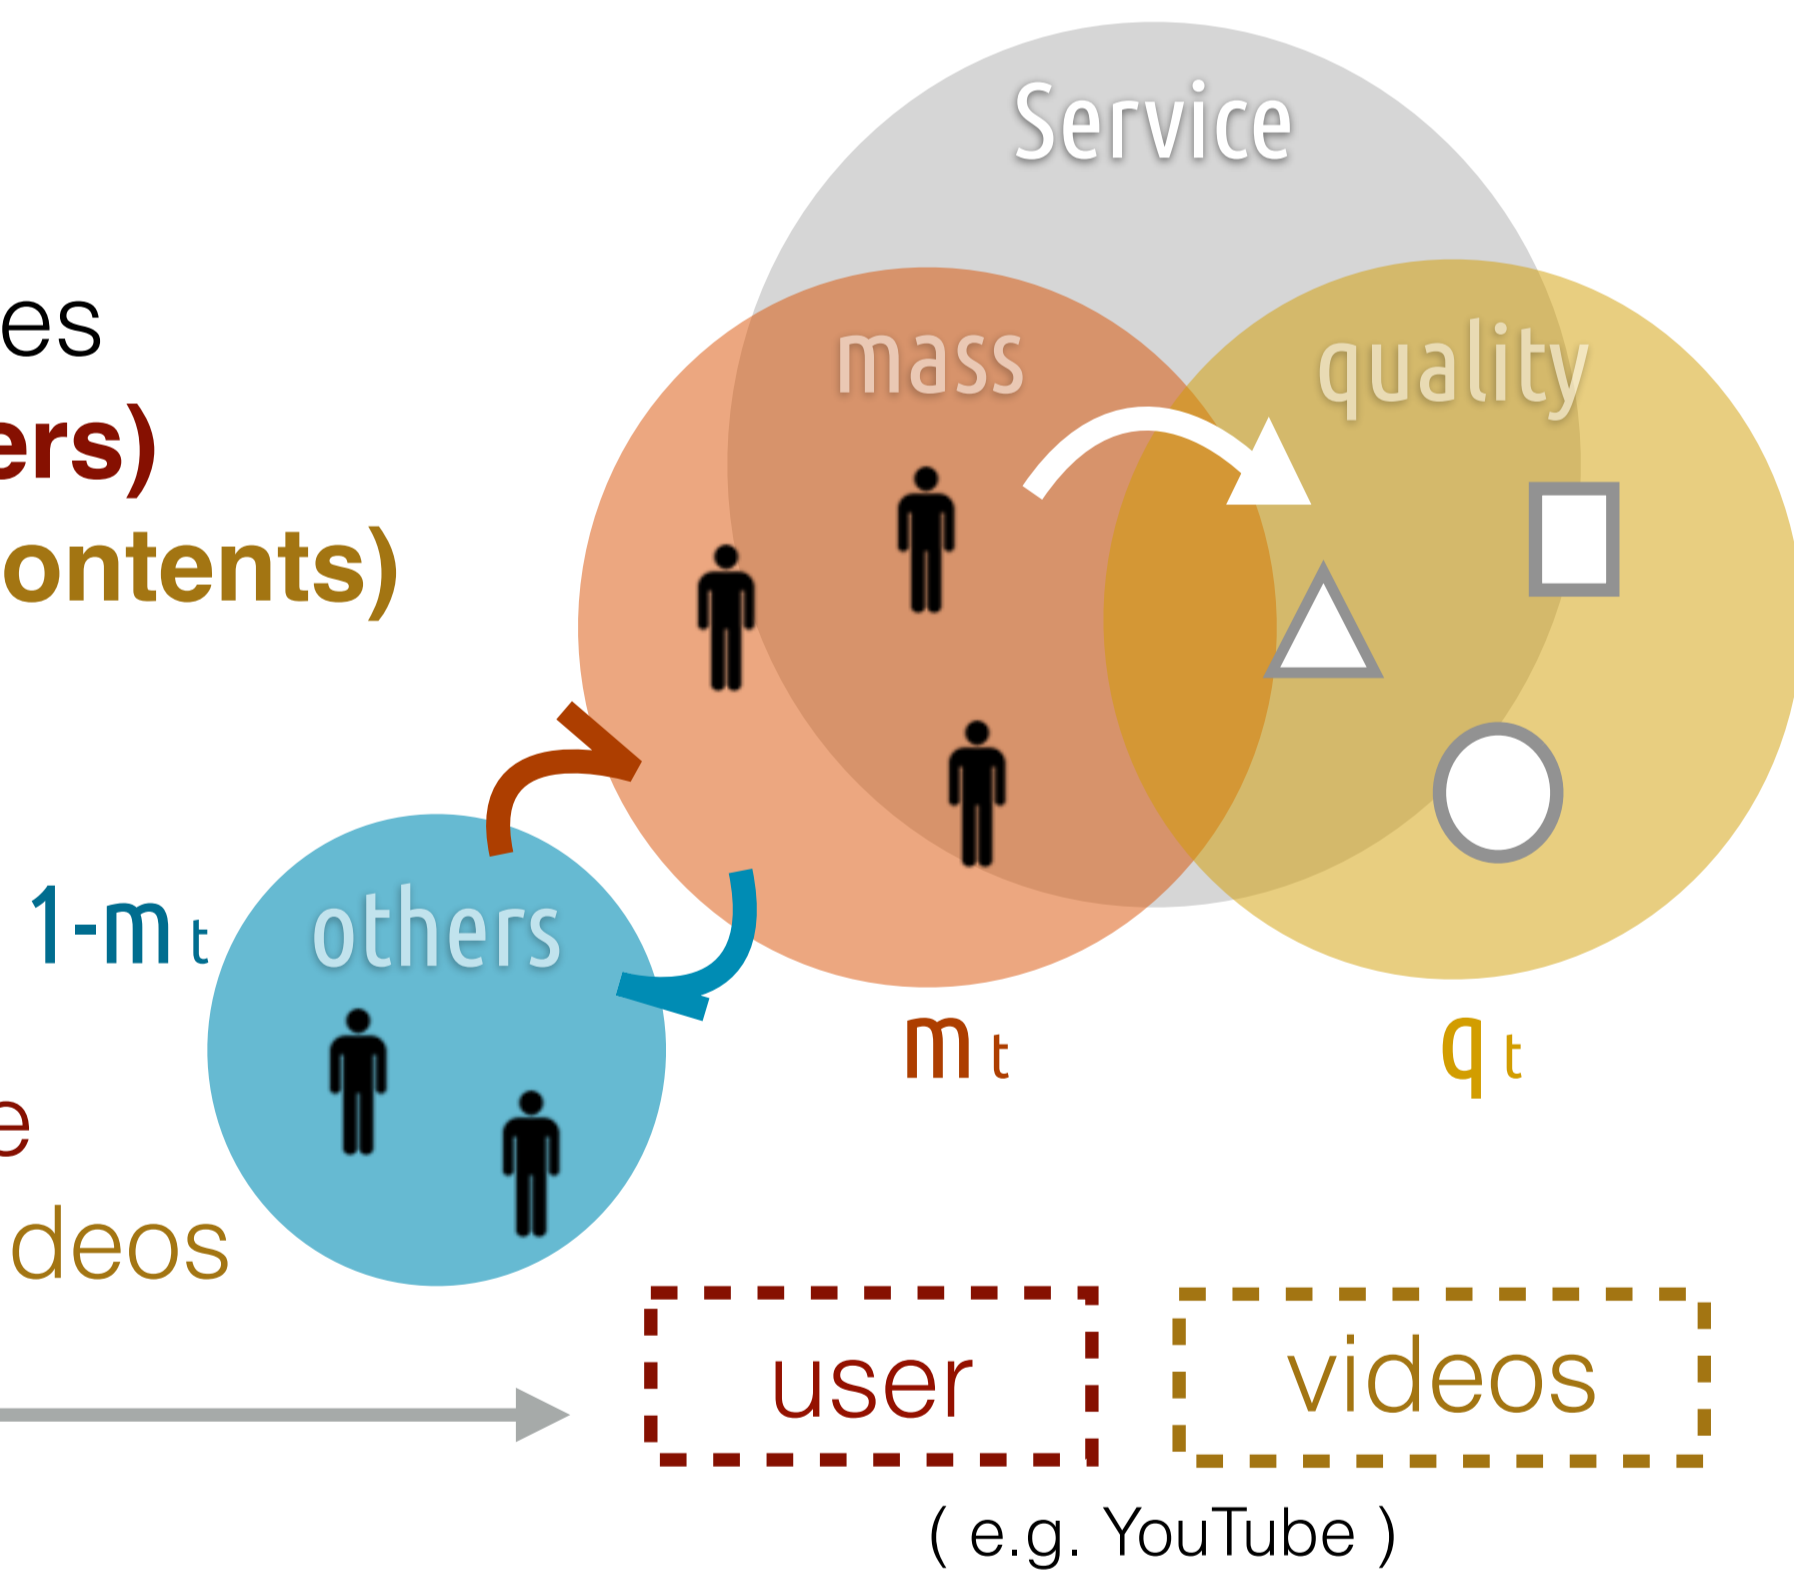 Service
es
ers)
ontents)
mass
quality
1-m t
others
m t
q t
e
deos
user
videos
( e.g. YouTube )